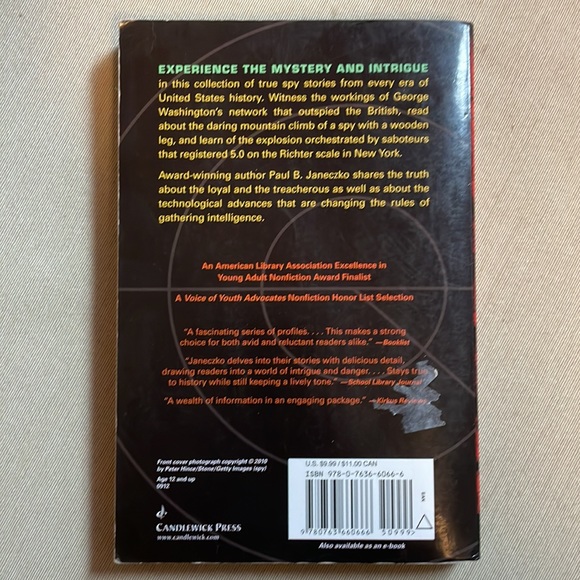 EXPERIENCE THE MYSTERY AND INTRIGUE
in this collection of true spy stories from every era of
United States history. Witness the workings of George
Washington's network that outspied the British, read
about the daring mountain climb of a spy with a wooden
leg, and learn of the explosion orchestrated by saboteurs
that registered 5.0 on the Richter scale in New York.
Award-winning author Paul B. Janeczko shares the truth
about the loyal and the treacherous as well as about the
technological advances that are changing the rules of
gathering intelligence.
An American Library Association Excellence in
Young Adult Nonfiction Award Finalist
A Voice of Youth Advocates Nonfiction Honor List Selection
"A fascinating series of profiles. . . . This makes a strong
choice for both avid and reluctant readers alike." —Booklist
"Janeczko delves into their stories with delicious detail,
drawing readers into a world of intrigue and danger. . . . Stays true
to history while still keeping a lively tone." —School Library Journal
"A wealth of information in an engaging package." —Kirkus Reviews
Front cover photograph copyright © 2010
by Peter Hince/Stone/Getty Images (spy)
Age 12 and up
0912
CANDLEWICK PRESS
www.candlewick.com
U.S. $9.99 / $11.00 CAN
ISBN 978-0-7636-6066-6
9 780763 660666
50999
Also available as an e-book